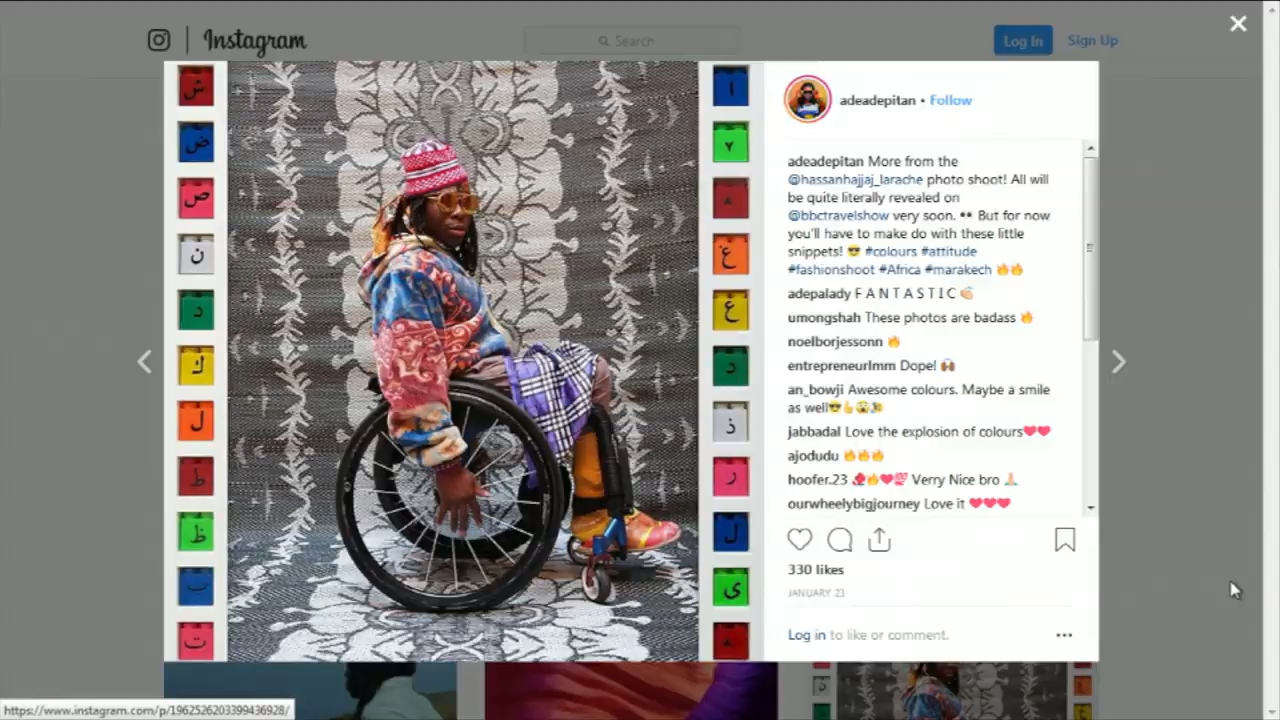 Instagram
Search
Log In
Sign Up
adeadepitan • Follow
adeadepitan More from the
@hassanhajjaj_larache photo shoot! All will
be quite literally revealed on
@bbctravelshow very soon. 👀 But for now
you'll have to make do with these little
snippets! 😎 #colours #attitude
#fashionshoot #Africa #marakech 🔥🔥
adepalady F A N T A S T I C 👏🏼
umongshah These photos are badass 🔥
noelborjessonn 🔥
entrepreneurlmm Dope! 🙌🏾
an_bowji Awesome colours. Maybe a smile
as well
jabbadal Love the explosion of colours❤❤
ajodudu 🔥🔥🔥
hoofer.23 🔥❤💯 Verry Nice bro 🙏🏼
ourwheelybigjourney Love it ❤❤❤
330 likes
JANUARY 23
Log in to like or comment.
https://www.instagram.com/p/1962526203399436928/
ش
ض
ص
ن
د
ك
ل
ط
ظ
ت
ا
٢
غ
ع
د
ذ
ر
ل
ى